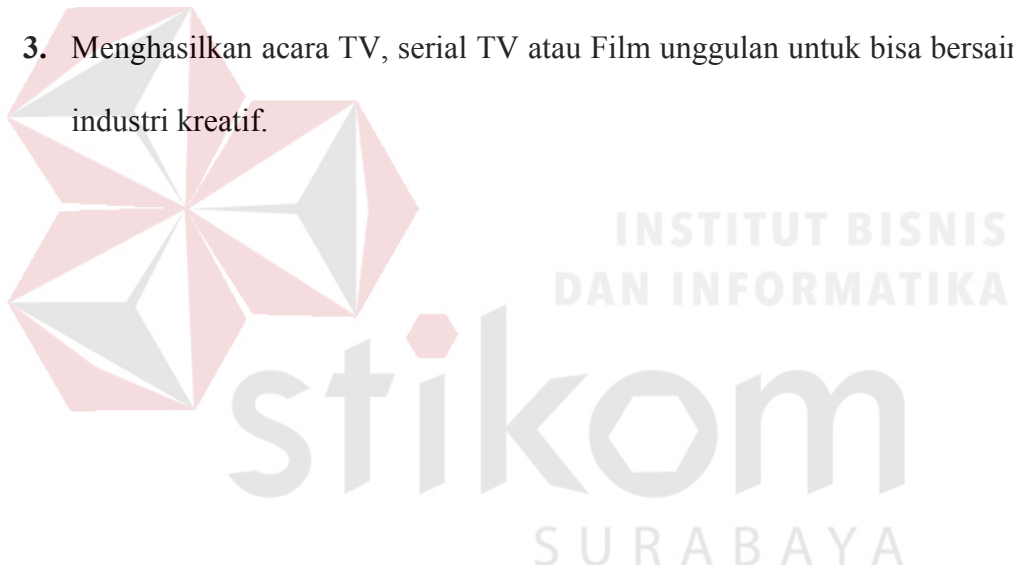 3. Menghasilkan acara TV, serial TV atau Film unggulan untuk bisa
industri kreatif.
INSTITUT BISNIS
DAN INFORMATIKA
stikom
SURABAYA